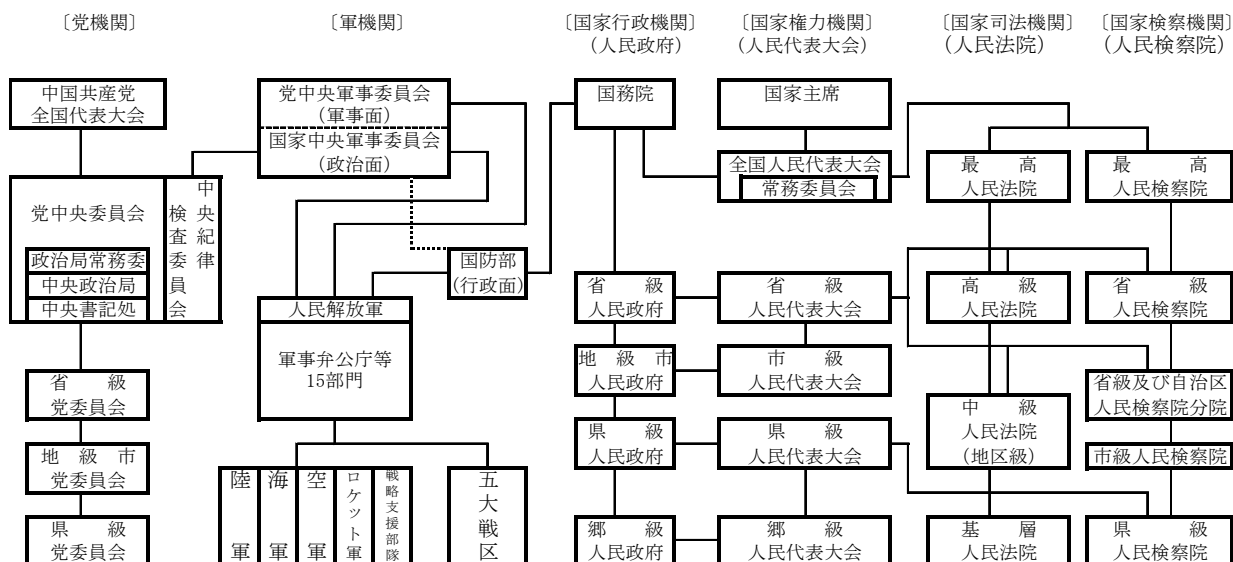 〔党機関〕
〔軍機関〕
〔国家行政機関〕
(人民政府)
〔国家権力機関〕
(人民代表大会)
〔国家司法機関〕
(人民法院)
〔国家検察機関〕
(人民検察院)
中国共産党
全国代表大会
党中央委員会
政治局常務委
中央政治局
中央書記処
中央紀律
検査委員会
省級
党委員会
地級市
党委員会
県級
党委員会
党中央軍事委員会
(軍事面)
国家中央軍事委員会
(政治面)
国防部
(行政面)
人民解放軍
軍事弁公庁等
15部門
陸軍
海軍
空軍
ロケット軍
戦略支援部隊
五大戦区
国務院
省級
人民政府
地級市
人民政府
県級
人民政府
郷級
人民政府
国家主席
全国人民代表大会
常務委員会
省級
人民代表大会
市級
人民代表大会
県級
人民代表大会
郷級
人民代表大会
最高
人民法院
高級
人民法院
中級
人民法院
(地区級)
基層
人民法院
最高
人民検察院
省級
人民検察院
省級及び自治区
人民検察院分院
市級人民検察院
県級
人民検察院